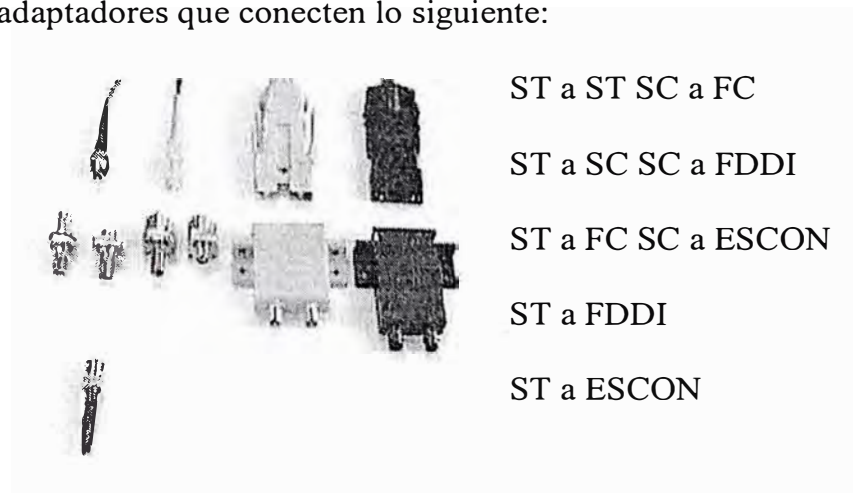 adaptadores que conecten lo siguiente:
ST a ST SC a FC
ST a SC SC a FDDI
ST a FC SC a ESCON
ST a FDDI
ST a ESCON